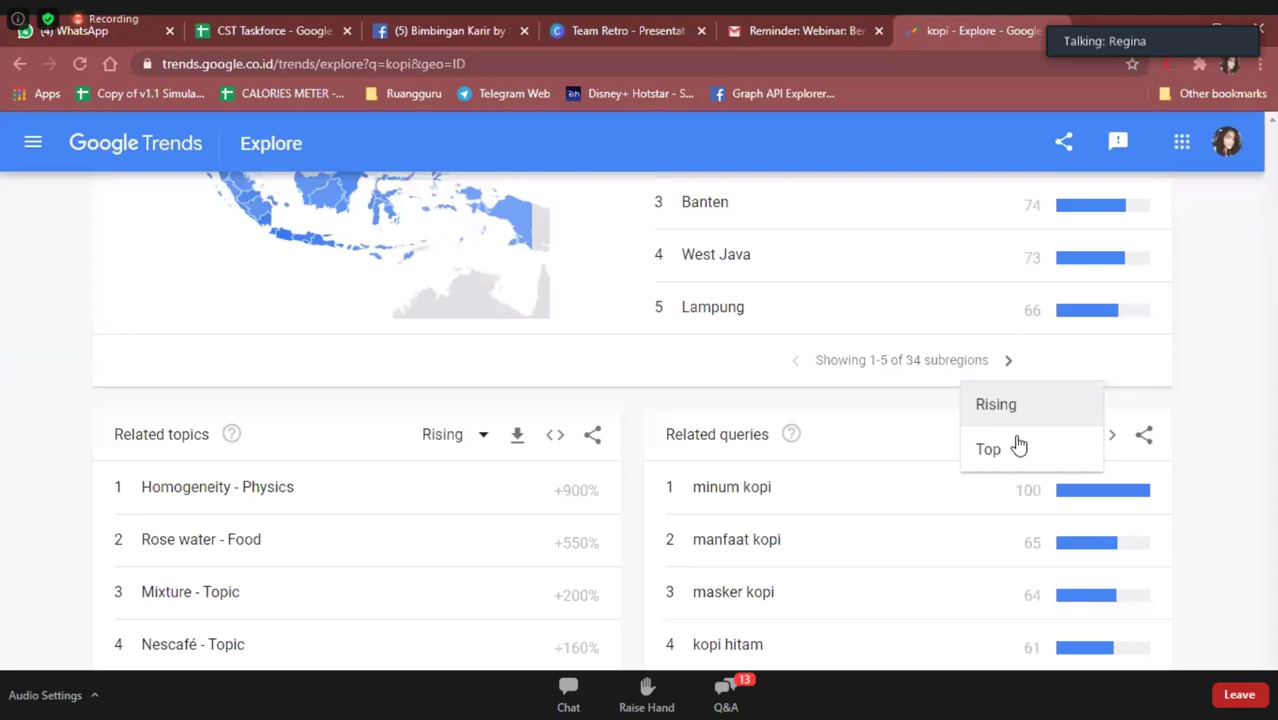 Recording
(4) WhatsApp
CST Taskforce - Google
(5) Bimbingan Karir by
Team Retro - Presentat
Reminder: Webinar: Ber
kopi - Explore - Google
Talking: Regina
trends.google.co.id/trends/explore?q=kopi&geo=ID
Apps
Copy of v1.1 Simula...
CALORIES METER -...
Ruangguru
Telegram Web
Disney+ Hotstar - S...
Graph API Explorer...
Other bookmarks
Google Trends
Explore
3 Banten 74
4 West Java 73
5 Lampung 66
Showing 1-5 of 34 subregions
Rising
Top
Related topics
Rising
1 Homogeneity - Physics +900%
2 Rose water - Food +550%
3 Mixture - Topic +200%
4 Nescafé - Topic +160%
Related queries
1 minum kopi 100
2 manfaat kopi 65
3 masker kopi 64
4 kopi hitam 61
Audio Settings
Chat
Raise Hand
13
Q&A
Leave